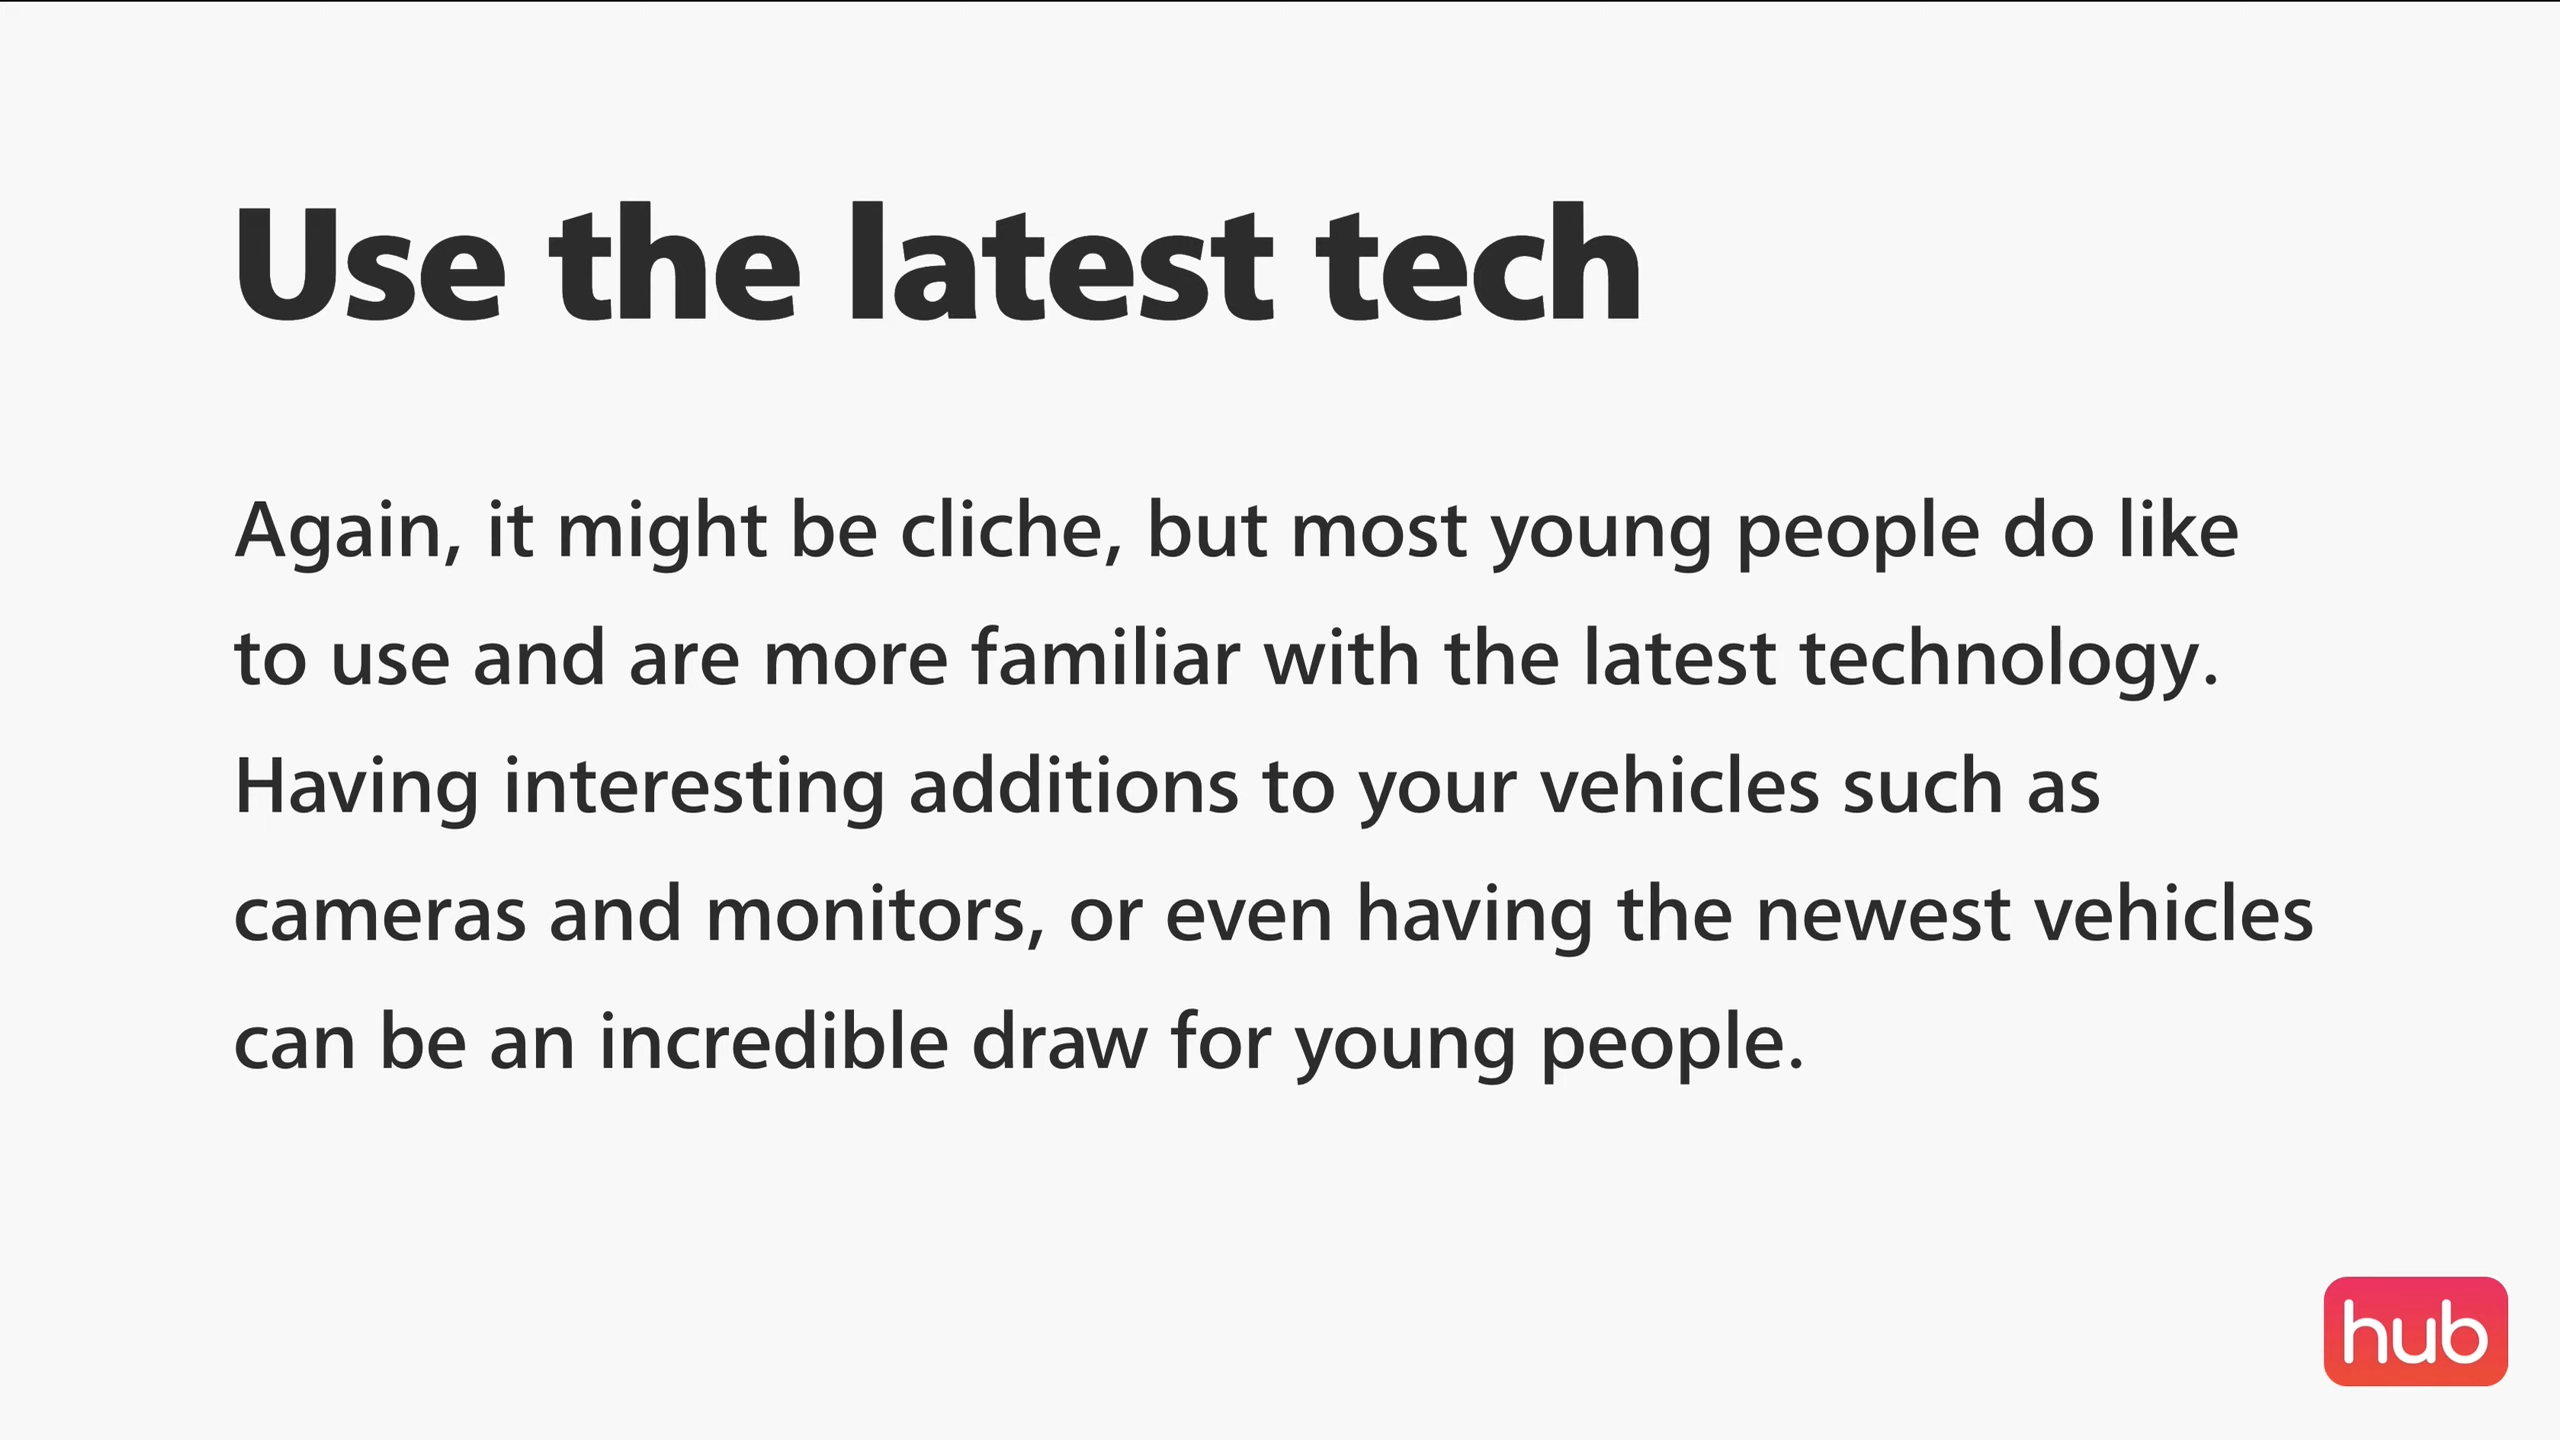 Use the latest tech
Again, it might be cliche, but most young people do like
to use and are more familiar with the latest technology.
Having interesting additions to your vehicles such as
cameras and monitors, or even having the newest vehicles
can be an incredible draw for young people.
hub